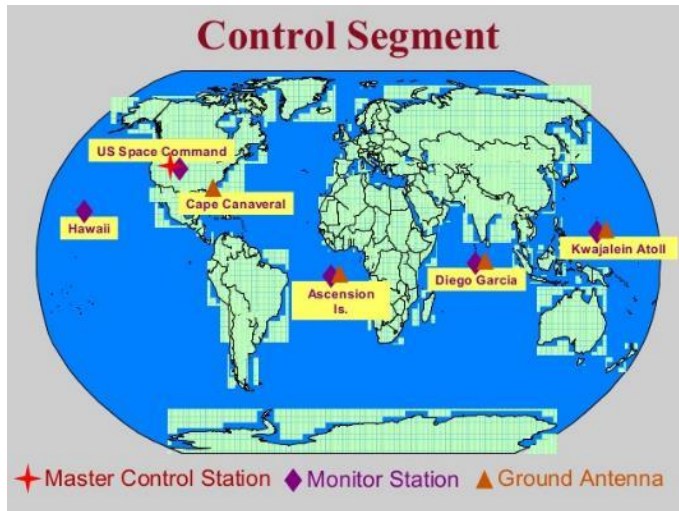 Control Segment
US Space Command
Cape Canaveral
Hawaii
Kwajalein Atoll
Ascension
Is.
Diego Garcia
Master Control Station Monitor Station Ground Antenna